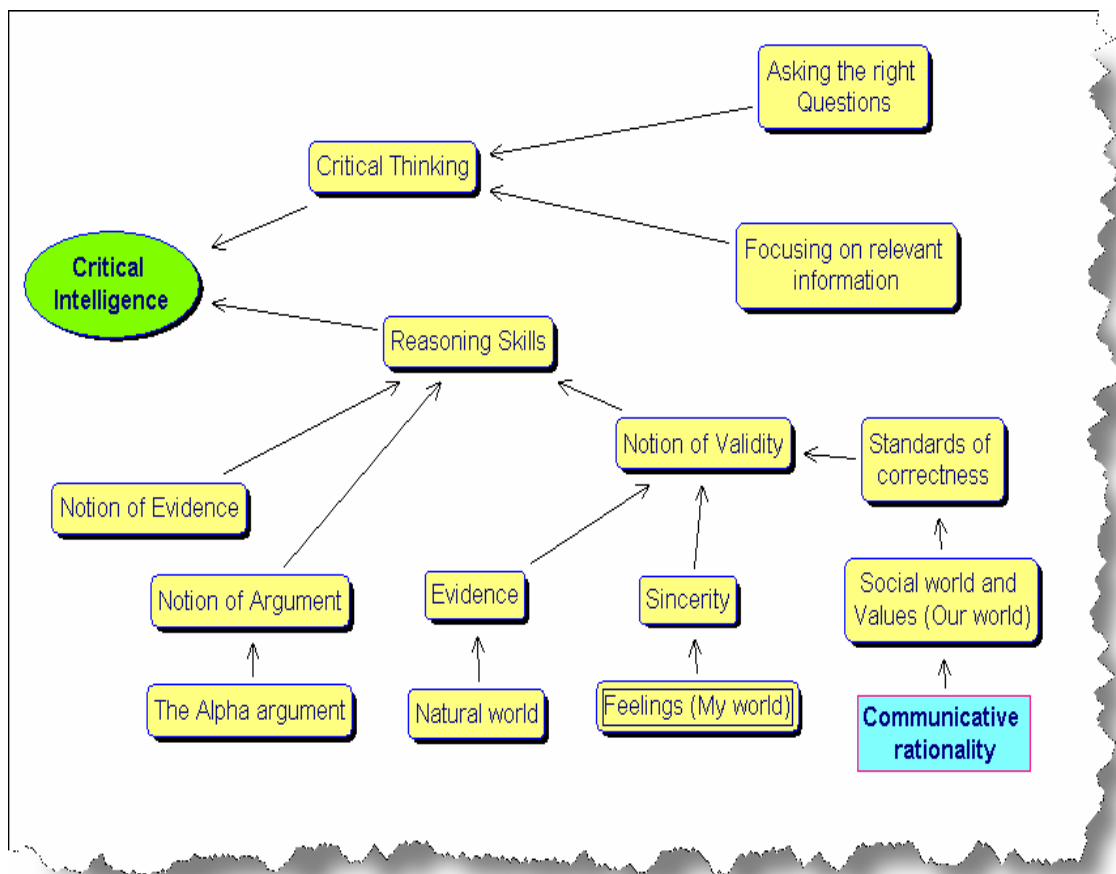 Asking the right
Questions
Critical Thinking
Focusing on relevant
information
Critical
Intelligence
Reasoning Skills
Notion of Validity
Standards of
correctness
Notion of Evidence
Notion of Argument
Evidence
Sincerity
Social world and
Values (Our world)
The Alpha argument
Natural world
Feelings (My world)
Communicative
rationality